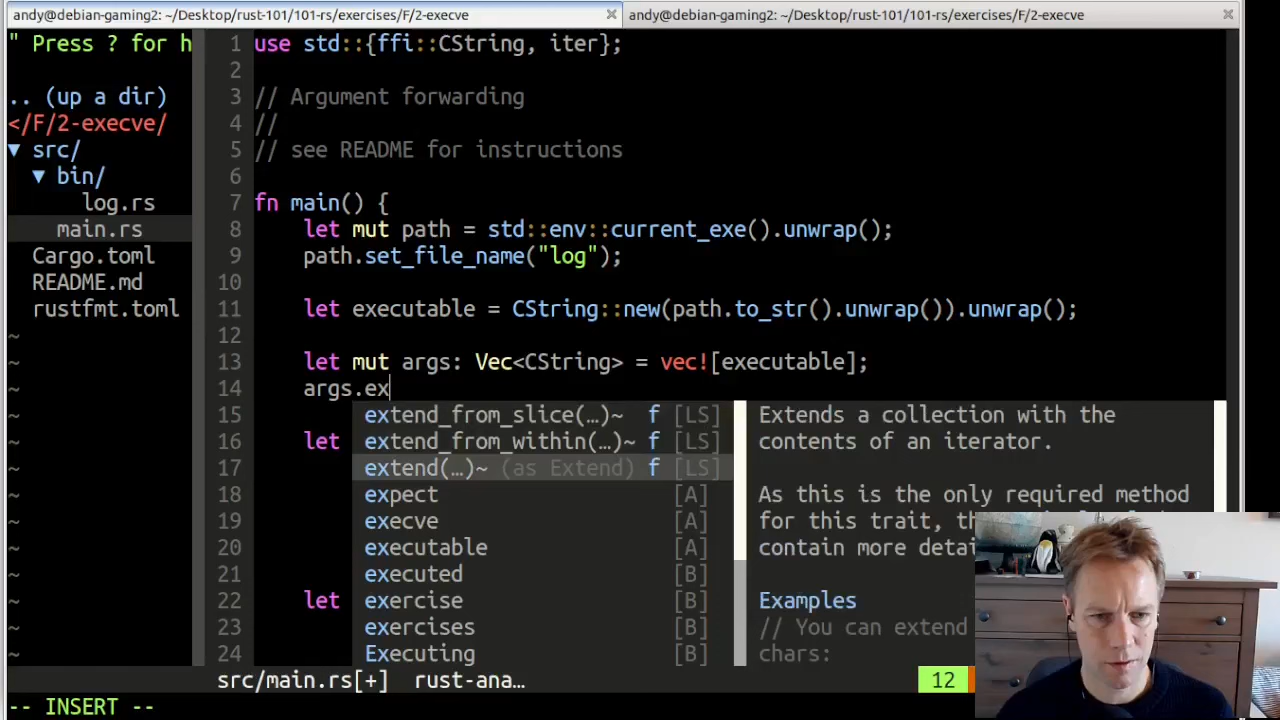 andy@debian-gaming2: ~/Desktop/rust-101/101-rs/exercises/F/2-execve
andy@debian-gaming2: ~/Desktop/rust-101/101-rs/exercises/F/2-execve
" Press ? for h
.. (up a dir)
</F/2-execve/
▼ src/
▼ bin/
log.rs
main.rs
Cargo.toml
README.md
rustfmt.toml
~
~
~
~
~
~
~
~
~
~
~
~
~
1 use std::{ffi::CString, iter};
2
3 // Argument forwarding
4 //
5 // see README for instructions
6
7 fn main() {
8 let mut path = std::env::current_exe().unwrap();
9 path.set_file_name("log");
10
11 let executable = CString::new(path.to_str().unwrap()).unwrap();
12
13 let mut args: Vec<CString> = vec![executable];
14 args.ex
15
16 let
17
18
19
20
21
22 let
23
24
extend_from_slice(…)~ f [LS]
extend_from_within(…)~ f [LS]
extend(…)~ (as Extend) f [LS]
expect [A]
execve [A]
executable [A]
executed [B]
exercise [B]
exercises [B]
Executing [B]
Extends a collection with the
contents of an iterator.
As this is the only required method
for this trait,
contain more
Examples
// You can extend
chars:
src/main.rs[+] rust-ana…
12
-- INSERT --